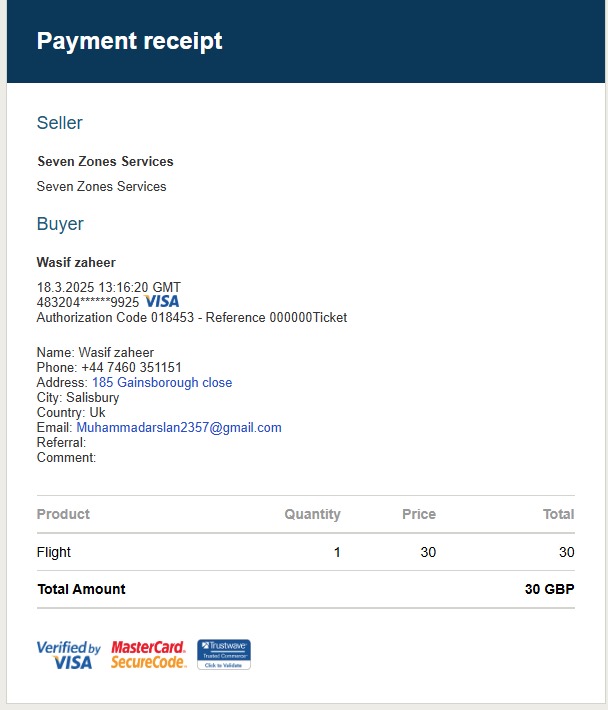 Payment receipt
Seller
Seven Zones Services
Seven Zones Services
Buyer
Wasif zaheer
18.3.2025 13:16:20 GMT
483204******9925 VISA
Authorization Code 018453 - Reference 000000Ticket
Name: Wasif zaheer
Phone: +44 7460 351151
Address: 185 Gainsborough close
City: Salisbury
Country: Uk
Email: Muhammadarslan2357@gmail.com
Referral:
Comment:
Product Quantity Price Total
Flight 1 30 30
Total Amount 30 GBP
Verified by VISA
MasterCard. SecureCode.
Trustwave
Trusted Commerce
Click to Validate